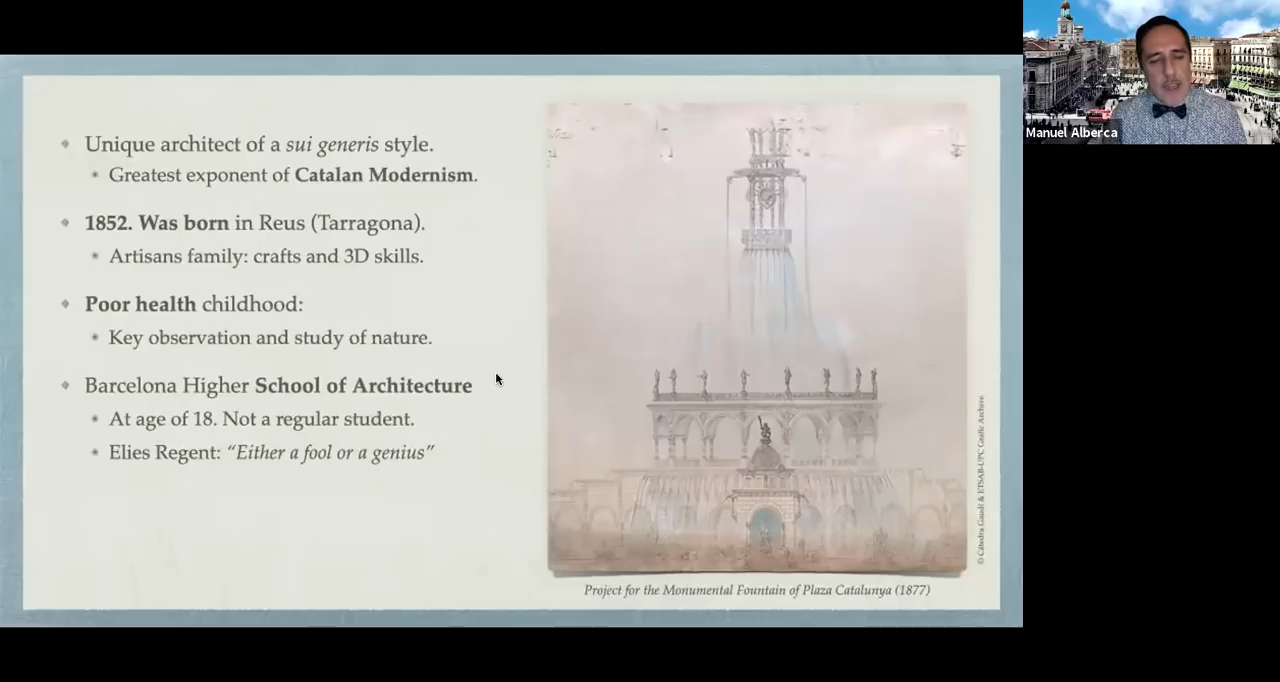 Unique architect of a sui generis style.
Greatest exponent of Catalan Modernism.
1852. Was born in Reus (Tarragona).
Artisans family: crafts and 3D skills.
Poor health childhood:
Key observation and study of nature.
Barcelona Higher School of Architecture
At age of 18. Not a regular student.
Elies Regent: “Either a fool or a genius”
© Càtedra Gaudí & ETSAB-UPC Grafic Archive
Project for the Monumental Fountain of Plaza Catalunya (1877)
Manuel Alberca